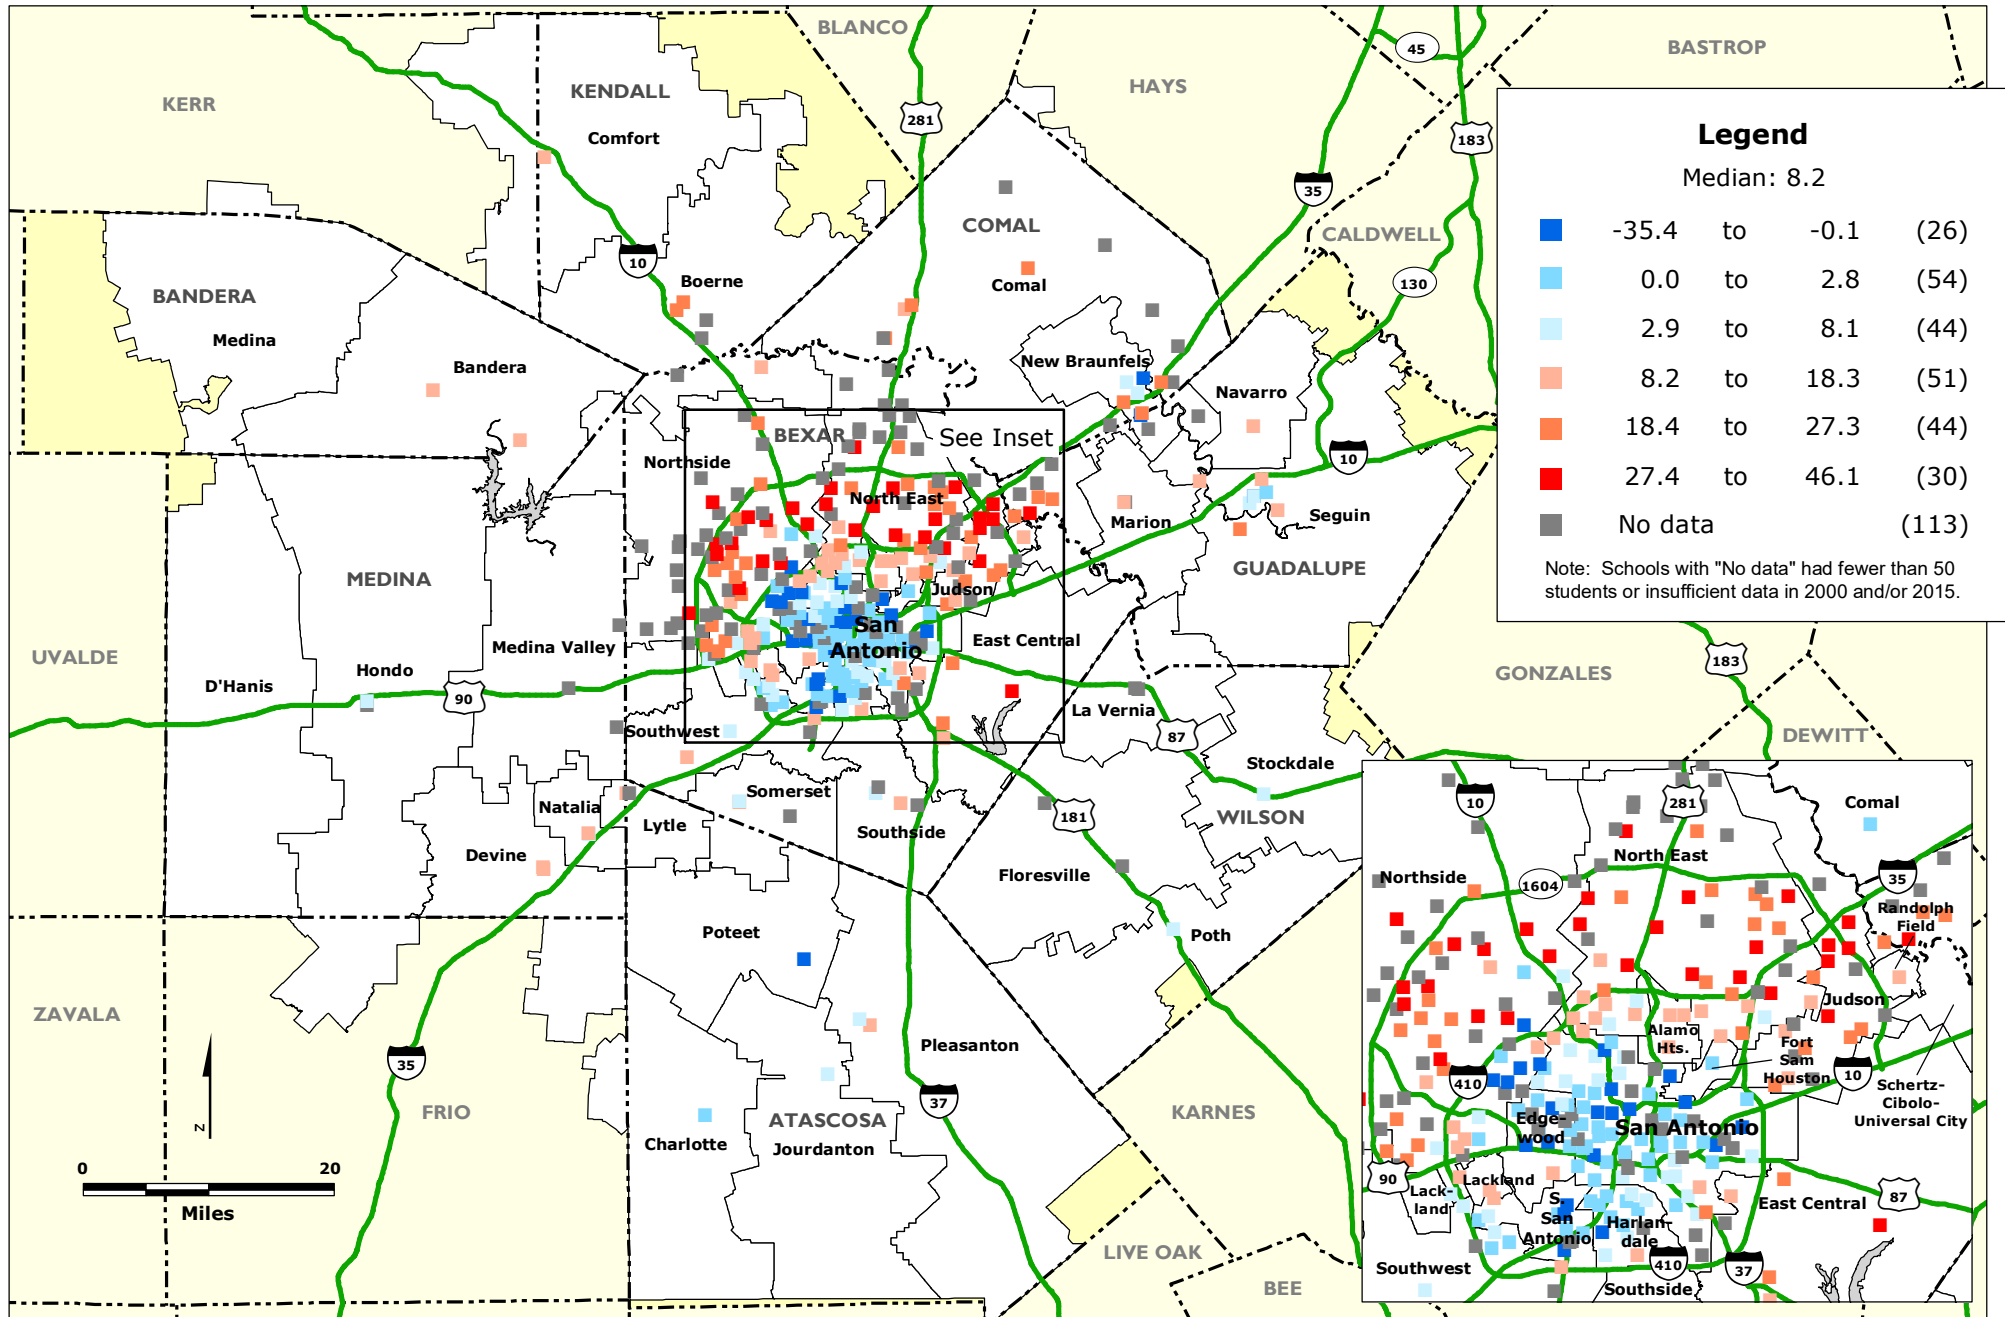 BLANCO
BASTROP
45
HAYS
KERR
KENDALL
Comfort
281
183
35
COMAL
CALDWELL
10
130
Boerne
Comal
BANDERA
Medina
Bandera
New Braunfels
Navarro
BEXAR
See Inset
Northside
10
North East
Marion
Seguin
MEDINA
GUADALUPE
Judson
San
Antonio
East Central
UVALDE
Medina Valley
Hondo
D'Hanis
90
183
GONZALES
La Vernia
87
Southwest
DEWITT
Stockdale
Somerset
Natalia
Lytle
181
WILSON
Southside
Devine
Floresville
Poteet
Poth
ZAVALA
Pleasanton
35
37
FRIO
ATASCOSA
KARNES
Charlotte
Jourdanton
LIVE OAK
BEE
N
0 20
Miles
Legend
Median: 8.2
-35.4 to -0.1 (26)
0.0 to 2.8 (54)
2.9 to 8.1 (44)
8.2 to 18.3 (51)
18.4 to 27.3 (44)
27.4 to 46.1 (30)
No data (113)
Note: Schools with "No data" had fewer than 50
students or insufficient data in 2000 and/or 2015.
10
281
Comal
North East
Northside
1604
35
Randolph
Field
Judson
Alamo
Hts.
Fort
Sam
Houston
10
410
Schertz-
Cibolo-
Universal City
Edge-
wood
San Antonio
90
Lackland
Lack-
land
East Central
87
S.
San
Antonio
Harlan-
dale
410
37
Southwest
Southside